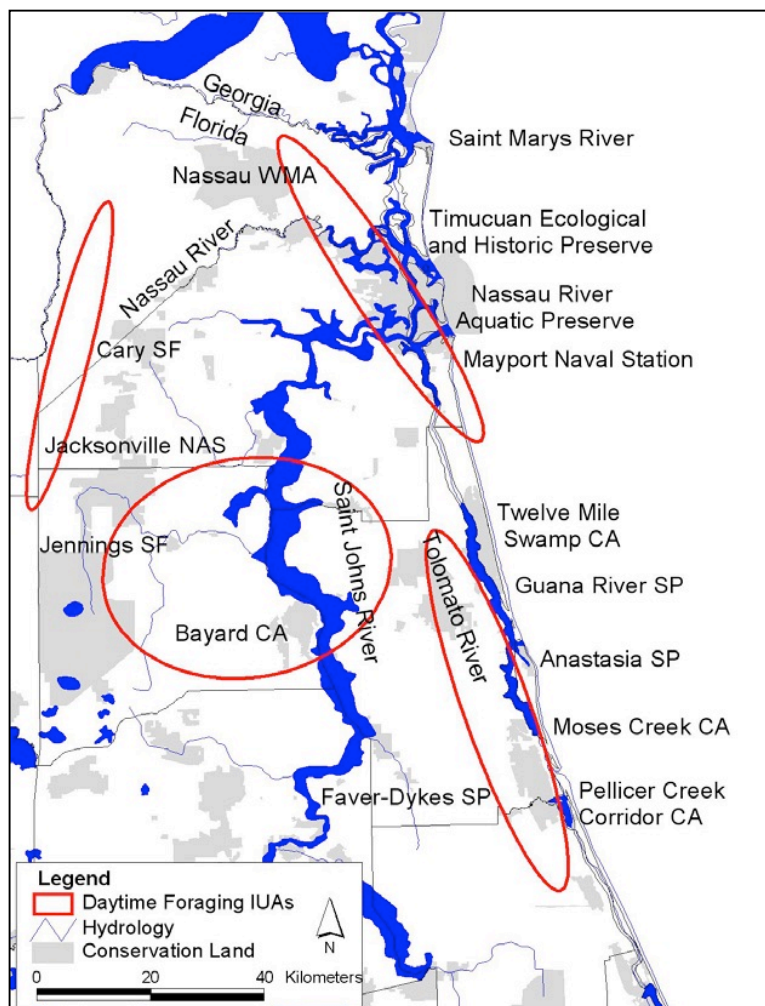 Georgia
Florida
Saint Marys River
Nassau WMA
Timucuan Ecological
and Historic Preserve
Nassau River
Nassau River
Aquatic Preserve
Cary SF
Mayport Naval Station
Jacksonville NAS
Saint Johns River
Twelve Mile
Swamp CA
Jennings SF
Tolomato River
Guana River SP
Bayard CA
Anastasia SP
Moses Creek CA
Faver-Dykes SP
Pellicer Creek
Corridor CA
Legend
Daytime Foraging IUAs
Hydrology
Conservation Land
N
0 20 40 Kilometers